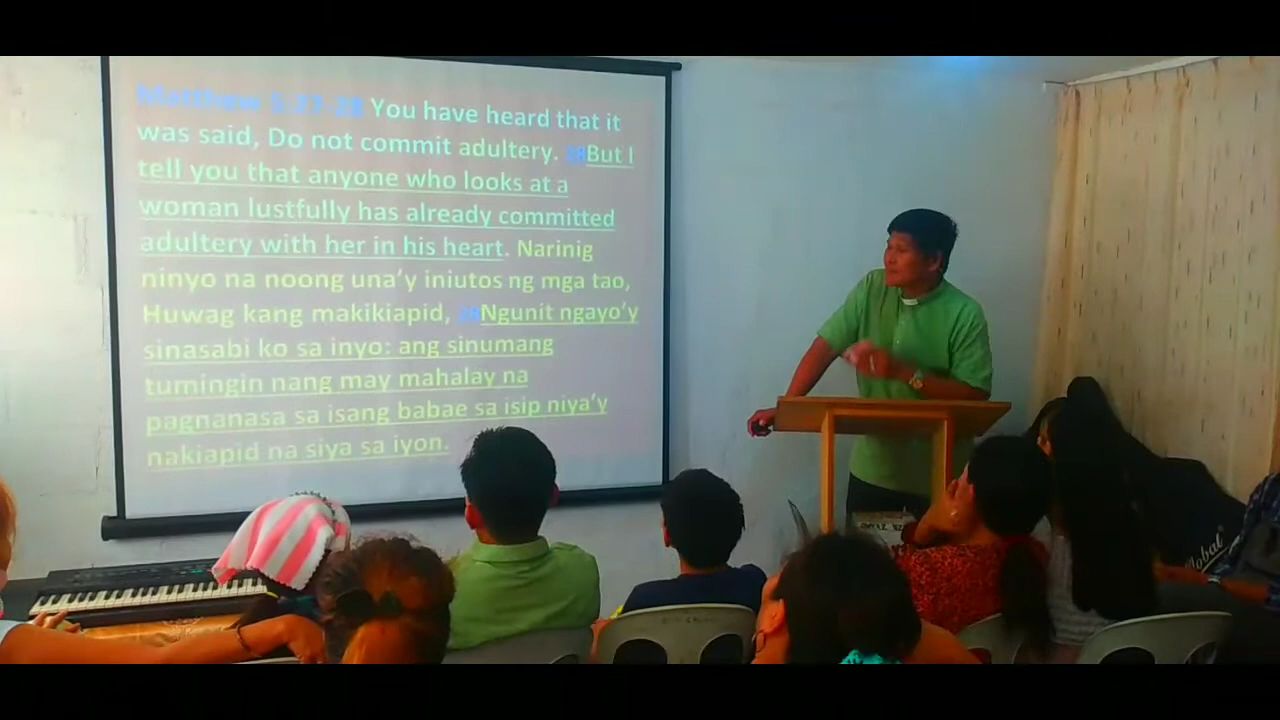 Matthew 5:27-28 You have heard that it
was said, Do not commit adultery. 28But I
tell you that anyone who looks at a
woman lustfully has already committed
adultery with her in his heart. Narinig
ninyo na noong una’y iniutos ng mga tao,
Huwag kang makikiapid, 28Ngunit ngayo’y
sinasabi ko sa inyo: ang sinumang
tumingin nang may mahalay na
pagnanasa sa isang babae sa isip niya’y
nakiapid na siya sa iyon.
Global